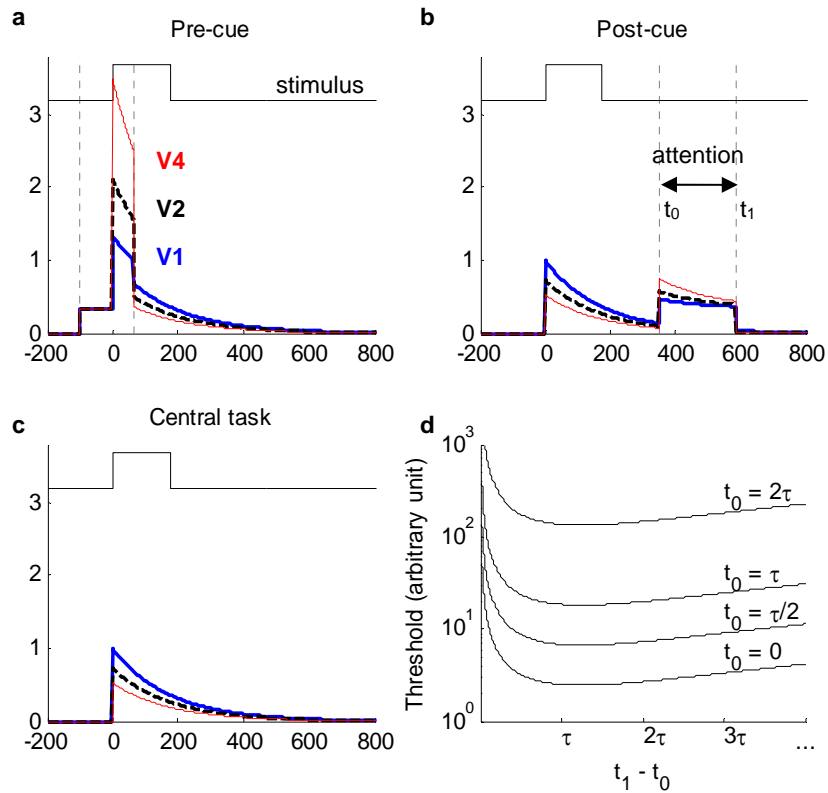 a
Pre-cue
stimulus
3
2
1
0
V4
V2
V1
-200 0 200 400 600 800
b
Post-cue
3
2
1
0
attention
t₀ t₁
-200 0 200 400 600 800
c
Central task
3
2
1
0
-200 0 200 400 600 800
d
Threshold (arbitrary unit)
10³
10²
10¹
10⁰
t₀ = 2τ
t₀ = τ
t₀ = τ/2
t₀ = 0
τ 2τ 3τ ...
t₁ - t₀